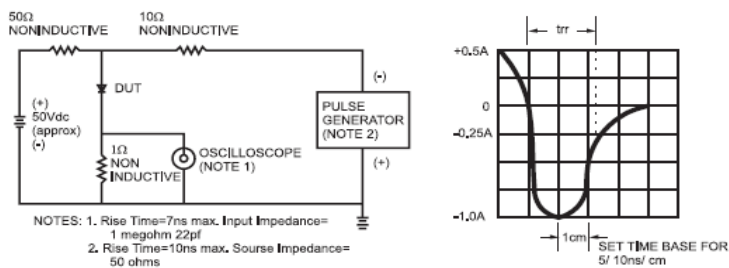 50Ω
NONINDUCTIVE
10Ω
NONINDUCTIVE
(+)
50Vdc
(approx)
(-)
DUT
1Ω
NON
INDUCTIVE
OSCILLOSCOPE
(NOTE 1)
(-)
PULSE
GENERATOR
(NOTE 2)
(+)
NOTES: 1. Rise Time=7ns max. Input Impedance=
1 megohm 22pf
2. Rise Time=10ns max. Sourse Impedance=
50 ohms
trr
+0.5A
0
-0.25A
-1.0A
1cm
SET TIME BASE FOR
5/ 10ns/ cm